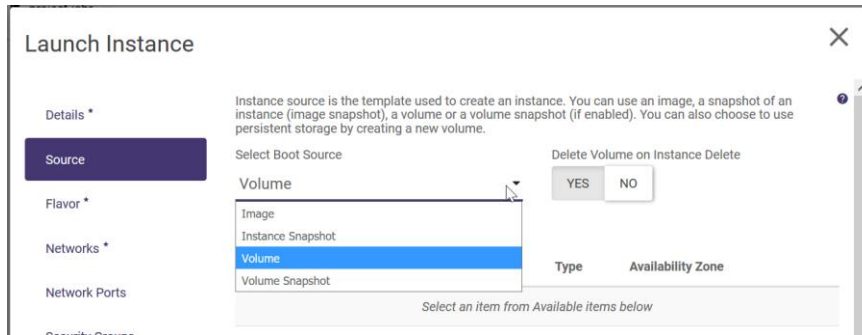 Launch Instance
Details *
Source
Flavor *
Networks *
Network Ports
Security Groups
Instance source is the template used to create an instance. You can use an image, a snapshot of an
instance (image snapshot), a volume or a volume snapshot (if enabled). You can also choose to use
persistent storage by creating a new volume.
Select Boot Source
Delete Volume on Instance Delete
Volume
YES NO
Image
Instance Snapshot
Volume
Volume Snapshot
Type Availability Zone
Select an item from Available items below